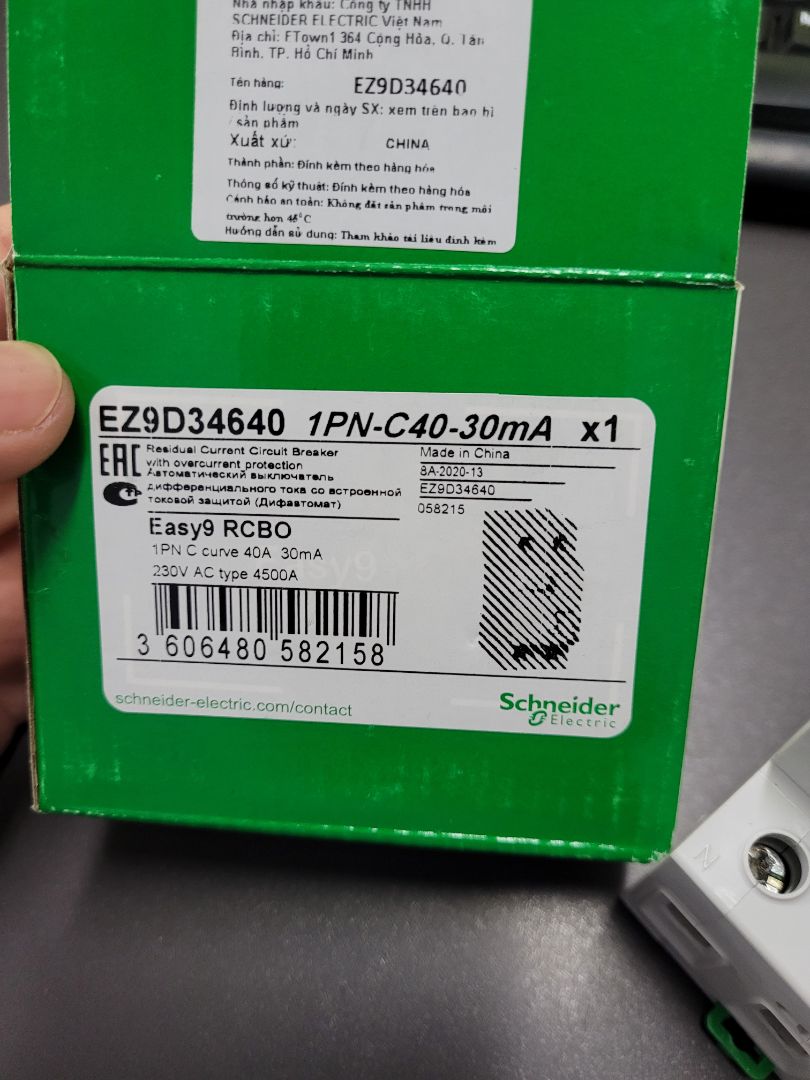 Nhà nhập khẩu: Công ty TNHH
SCHNEIDER ELECTRIC Việt Nam
Địa chỉ: FTown1 364 Cộng Hòa, Q. Tân
Bình, TP. Hồ Chí Minh
Tên hàng: EZ9D34640
Định lượng và ngày SX: xem trên bao bì
/ sản phẩm
Xuất xứ: CHINA
Thành phần: Đính kèm theo hàng hóa
Thông số kỹ thuật: Đính kèm theo hàng hóa
Cảnh báo an toàn: Không đặt sản phẩm trong môi
trường hơn 45°C
Hướng dẫn sử dụng: Tham khảo tài liệu đính kèm
EZ9D34640 1PN-C40-30mA x1
EAC
Residual Current Circuit Breaker
with overcurrent protection
Автоматический выключатель
дифференциального тока со встроенной
токовой защитой (Дифавтомат)
Made in China
8A-2020-13
EZ9D34640
058215
Easy9 RCBO
1PN C curve 40A 30mA
230V AC type 4500A
3 606480 582158
schneider-electric.com/contact
Schneider
Electric
N